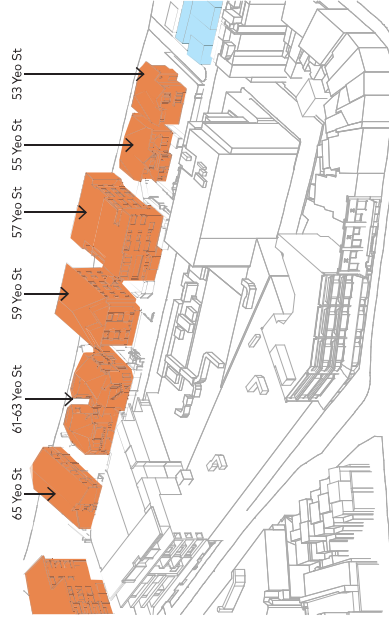 53 Yeo St
55 Yeo St
57 Yeo St
59 Yeo St
61-63 Yeo St
65 Yeo St